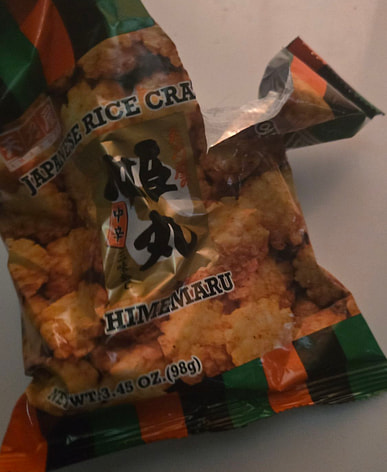 JAPANESE RICE CRA
姫丸
中辛
HIMEMARU
NET WT. 3.45 OZ. (98g)